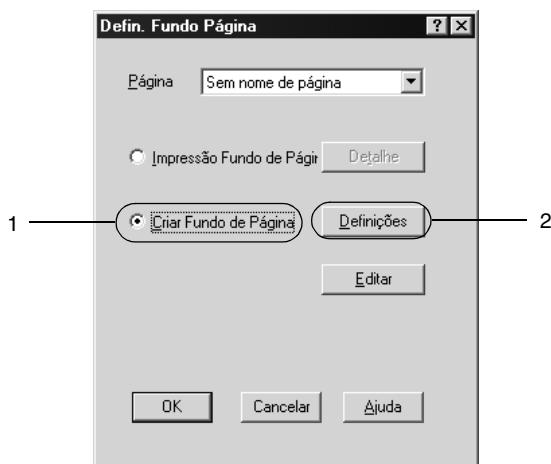 Defin. Fundo Página
Página Sem nome de página
Impressão Fundo de Págir Detalhe
1 Criar Fundo de Página Definições 2
Editar
OK Cancelar Ajuda